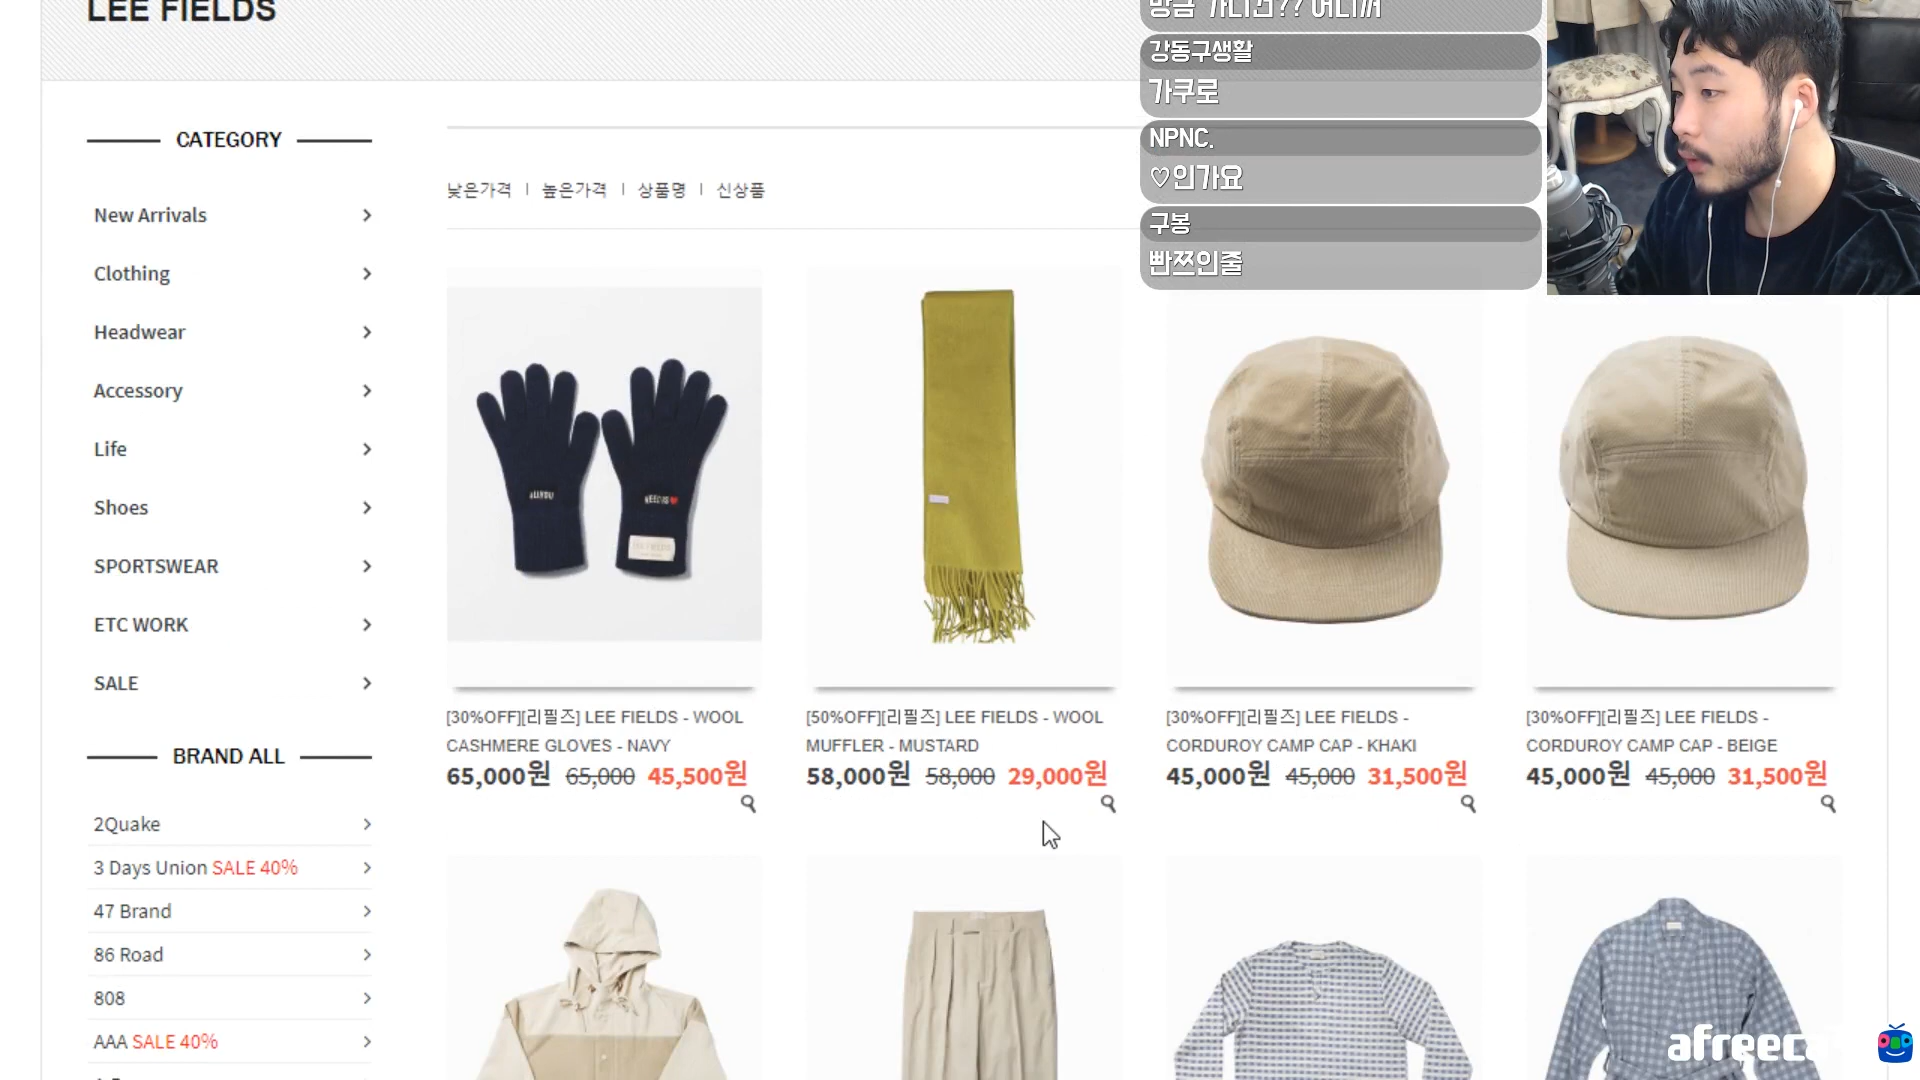 LEE FIELDS
CATEGORY
New Arrivals
Clothing
Headwear
Accessory
Life
Shoes
SPORTSWEAR
ETC WORK
SALE
BRAND ALL
2Quake
3 Days Union SALE 40%
47 Brand
86 Road
808
AAA SALE 40%
낮은가격 | 높은가격 | 상품명 | 신상품
[30%OFF][리필즈] LEE FIELDS - WOOL
CASHMERE GLOVES - NAVY
65,000원 65,000 45,500원
[50%OFF][리필즈] LEE FIELDS - WOOL
MUFFLER - MUSTARD
58,000원 58,000 29,000원
[30%OFF][리필즈] LEE FIELDS -
CORDUROY CAMP CAP - KHAKI
45,000원 45,000 31,500원
[30%OFF][리필즈] LEE FIELDS -
CORDUROY CAMP CAP - BEIGE
45,000원 45,000 31,500원
강동구생활
가쿠로
NPNC.
♡인가요
구봉
빤쯔인줄
afreeca